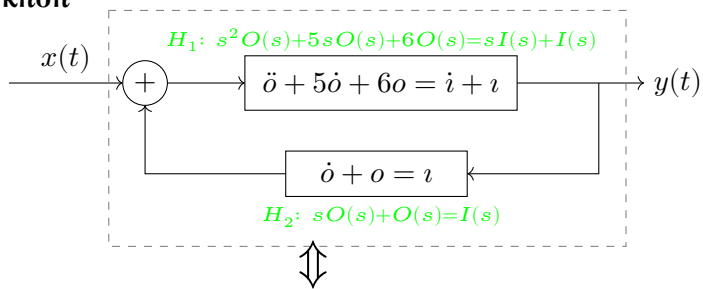 H₁: s²O(s)+5sO(s)+6O(s)=sI(s)+I(s)
x(t)
+
ö + 5ȯ + 6o = i̇ + ı
y(t)
ȯ + o = ı
H₂: sO(s)+O(s)=I(s)